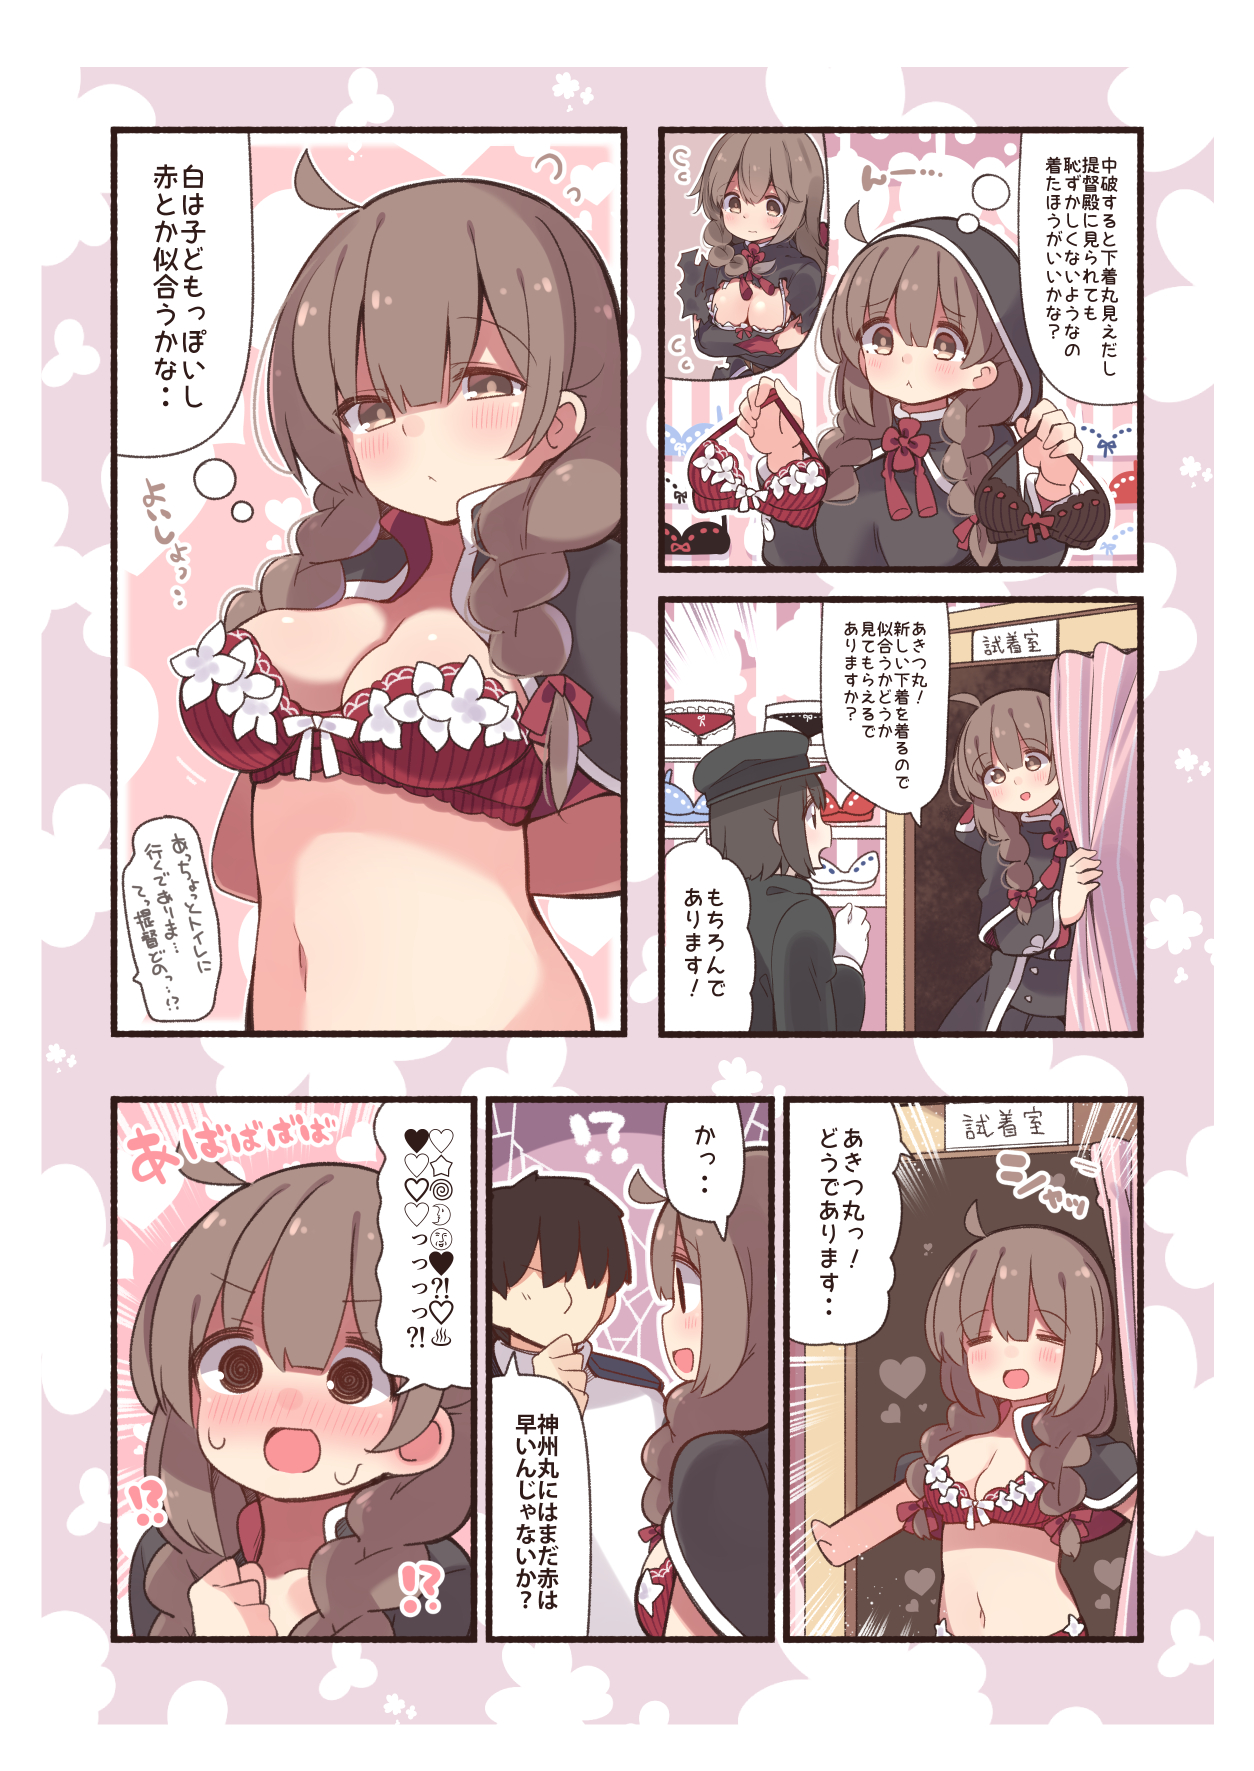 んー…
中破すると下着丸見えだし
提督殿に見られても
恥ずかしくないようなの
着たほうがいいかな？
試着室
あきつ丸！
新しい下着を着るので
似合うかどうか
見てもらえるで
ありますか？
もちろんで
あります！
白は子どもっぽいし
赤とか似合うかな‥
よいしょっ…
あっちょっとトイレに
行くでありま…
てっ提督どのっ…!?
試着室
シャッ
あきつ丸っ！
どうであります‥
かっ‥
!?
神州丸にはまだ赤は
早いんじゃないか？
♡☆🌀☽🌝♥?!♡♨
♥♡♡♡っっっっ?!
あばばばば
!?
!?